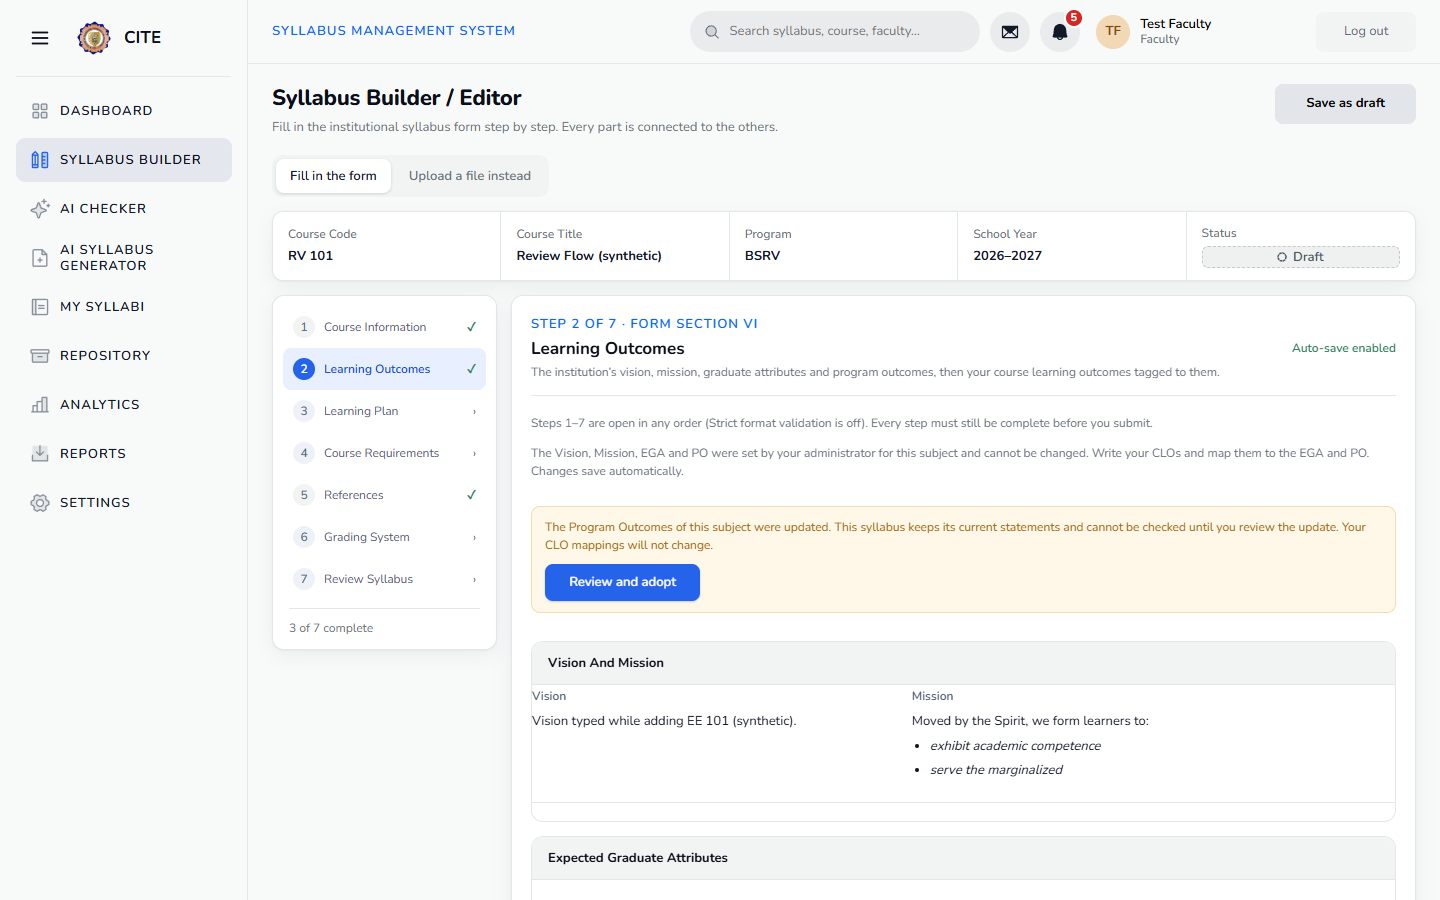 CITE
SYLLABUS MANAGEMENT SYSTEM
Search syllabus, course, faculty...
5
TF
Test Faculty
Faculty
Log out
DASHBOARD
SYLLABUS BUILDER
AI CHECKER
AI SYLLABUS
GENERATOR
MY SYLLABI
REPOSITORY
ANALYTICS
REPORTS
SETTINGS
Syllabus Builder / Editor
Fill in the institutional syllabus form step by step. Every part is connected to the others.
Save as draft
Fill in the form
Upload a file instead
Course Code
RV 101
Course Title
Review Flow (synthetic)
Program
BSRV
School Year
2026–2027
Status
Draft
1 Course Information ✓
2 Learning Outcomes ✓
3 Learning Plan ›
4 Course Requirements ›
5 References ✓
6 Grading System ›
7 Review Syllabus ›
3 of 7 complete
STEP 2 OF 7 · FORM SECTION VI
Learning Outcomes
Auto-save enabled
The institution's vision, mission, graduate attributes and program outcomes, then your course learning outcomes tagged to them.
Steps 1–7 are open in any order (Strict format validation is off). Every step must still be complete before you submit.
The Vision, Mission, EGA and PO were set by your administrator for this subject and cannot be changed. Write your CLOs and map them to the EGA and PO.
Changes save automatically.
The Program Outcomes of this subject were updated. This syllabus keeps its current statements and cannot be checked until you review the update. Your
CLO mappings will not change.
Review and adopt
Vision And Mission
Vision
Vision typed while adding EE 101 (synthetic).
Mission
Moved by the Spirit, we form learners to:
• exhibit academic competence
• serve the marginalized
Expected Graduate Attributes